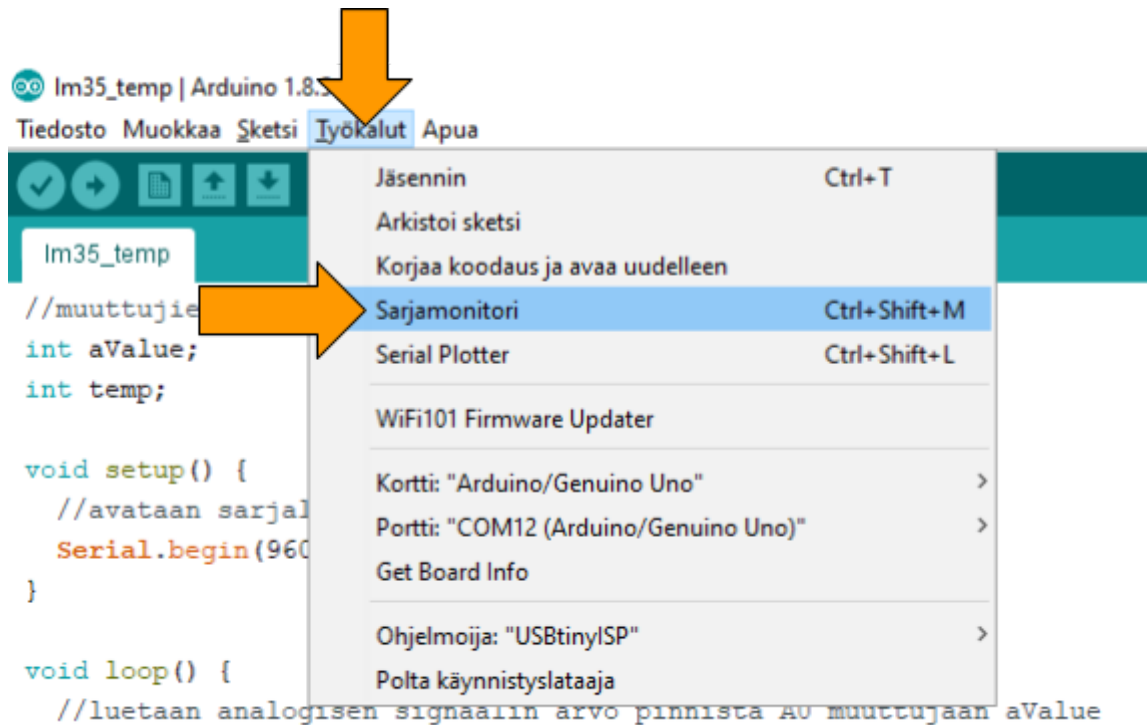 lm35_temp | Arduino 1.8.
Tiedosto Muokkaa Sketsi Työkalut Apua
Jäsennin Ctrl+T
Arkistoi sketsi
Korjaa koodaus ja avaa uudelleen
Sarjamonitori Ctrl+Shift+M
Serial Plotter Ctrl+Shift+L
WiFi101 Firmware Updater
Kortti: "Arduino/Genuino Uno"
Portti: "COM12 (Arduino/Genuino Uno)"
Get Board Info
Ohjelmoija: "USBtinyISP"
Polta käynnistyslataaja
lm35_temp
//muuttujie
int aValue;
int temp;
void setup() {
//avataan sarjal
Serial.begin(960
}
void loop() {
//luetaan analogisen signaalin arvo pinnistä A0 muuttujaan aValue